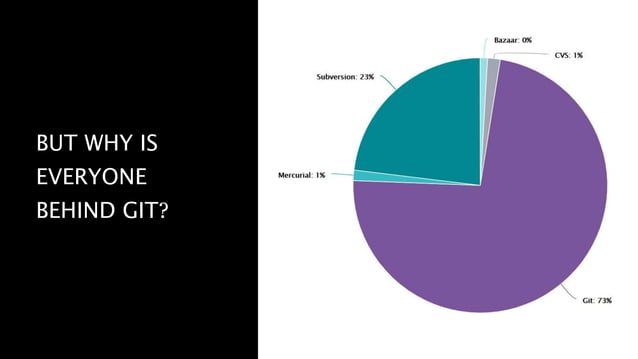 BUT WHY IS
EVERYONE
BEHIND GIT?
Bazaar: 0%
CVS: 1%
Subversion: 23%
Mercurial: 1%
Git: 73%